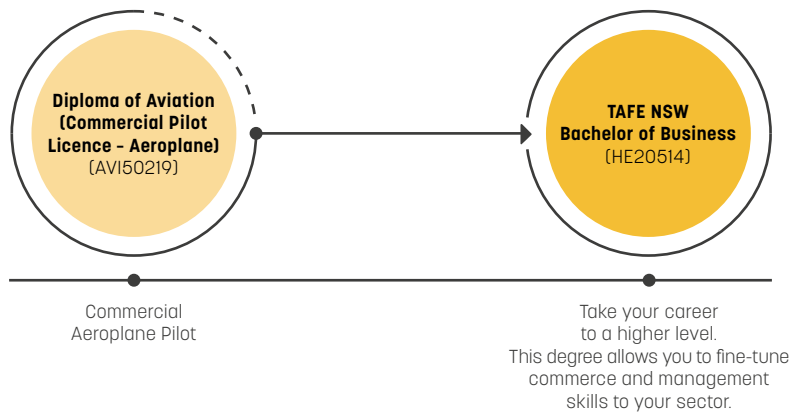 Diploma of Aviation
(Commercial Pilot
Licence – Aeroplane)
(AVI50219)
TAFE NSW
Bachelor of Business
(HE20514)
Commercial
Aeroplane Pilot
Take your career
to a higher level.
This degree allows you to fine-tune
commerce and management
skills to your sector.